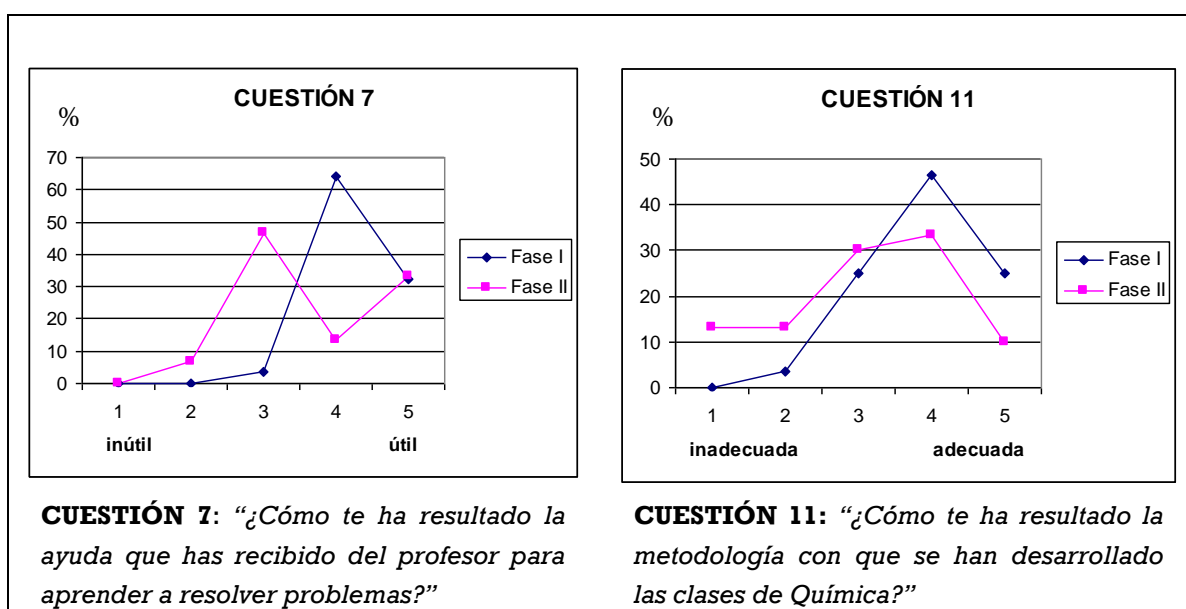 CUESTIÓN 7
%
70
60
50
40
30
20
10
0
1 2 3 4 5
inútil útil
Fase I
Fase II
CUESTIÓN 7: “¿Cómo te ha resultado la
ayuda que has recibido del profesor para
aprender a resolver problemas?”
CUESTIÓN 11
%
50
40
30
20
10
0
1 2 3 4 5
inadecuada adecuada
Fase I
Fase II
CUESTIÓN 11: “¿Cómo te ha resultado la
metodología con que se han desarrollado
las clases de Química?”